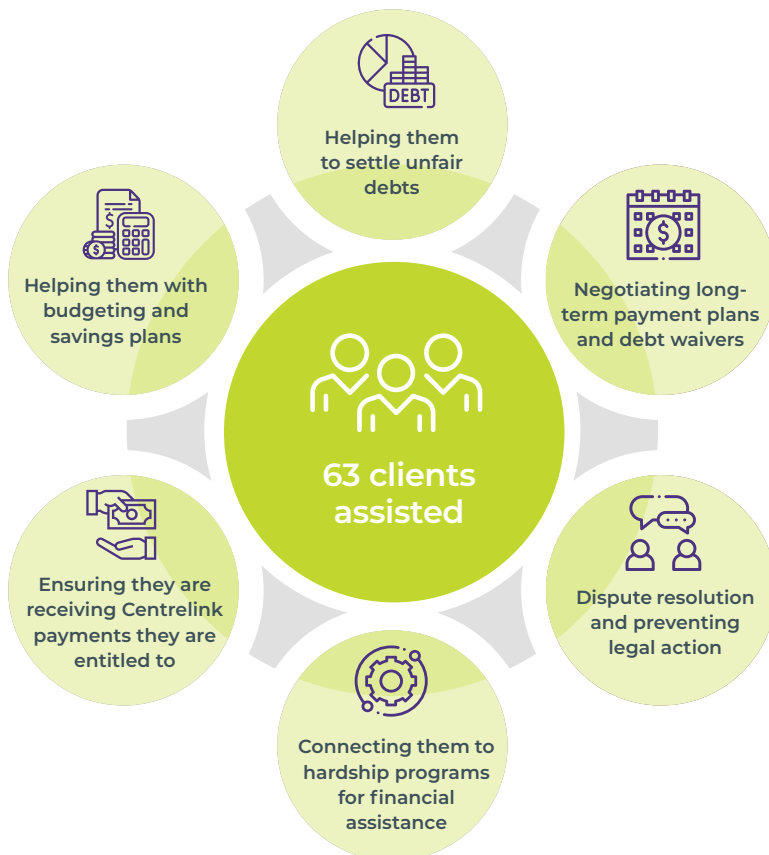 DEBT
Helping them
to settle unfair
debts
$
Negotiating long-
term payment plans
and debt waivers
Dispute resolution
and preventing
legal action
Connecting them to
hardship programs
for financial
assistance
Ensuring they are
receiving Centrelink
payments they are
entitled to
$
$
Helping them with
budgeting and
savings plans
63 clients
assisted